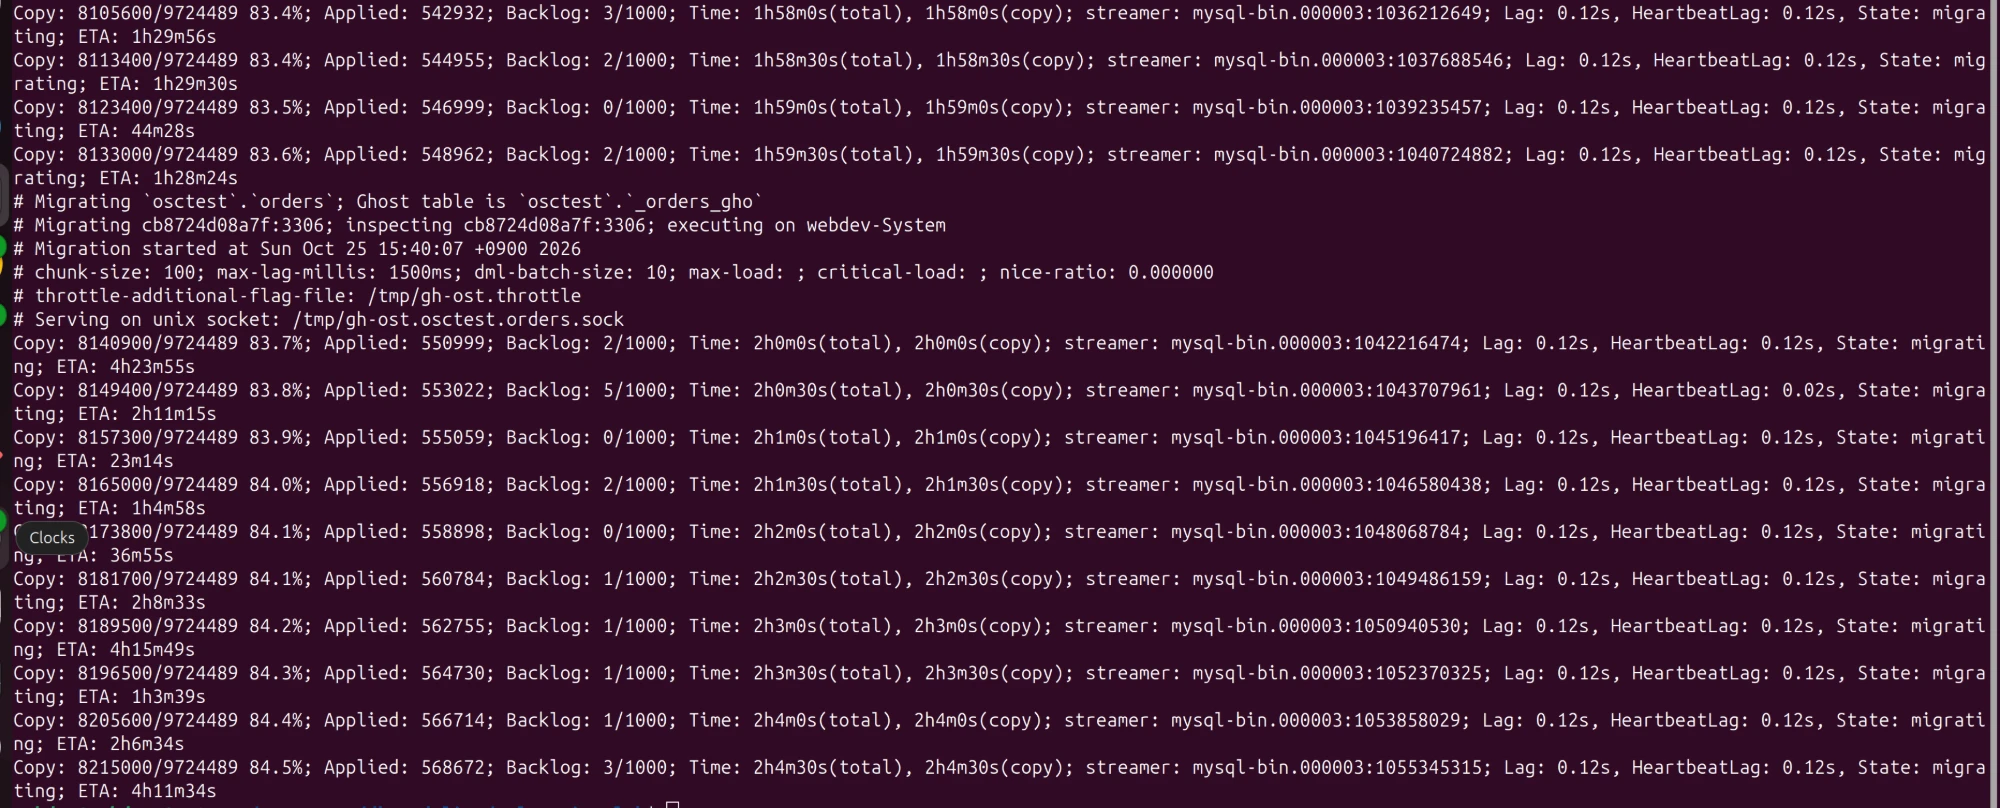 Copy: 8105600/9724489 83.4%; Applied: 542932; Backlog: 3/1000; Time: 1h58m0s(total), 1h58m0s(copy); streamer: mysql-bin.000003:1036212649; Lag: 0.12s, HeartbeatLag: 0.12s, State: migra
ting; ETA: 1h29m56s
Copy: 8113400/9724489 83.4%; Applied: 544955; Backlog: 2/1000; Time: 1h58m30s(total), 1h58m30s(copy); streamer: mysql-bin.000003:1037688546; Lag: 0.12s, HeartbeatLag: 0.12s, State: mig
rating; ETA: 1h29m30s
Copy: 8123400/9724489 83.5%; Applied: 546999; Backlog: 0/1000; Time: 1h59m0s(total), 1h59m0s(copy); streamer: mysql-bin.000003:1039235457; Lag: 0.12s, HeartbeatLag: 0.12s, State: migra
ting; ETA: 44m28s
Copy: 8133000/9724489 83.6%; Applied: 548962; Backlog: 2/1000; Time: 1h59m30s(total), 1h59m30s(copy); streamer: mysql-bin.000003:1040724882; Lag: 0.12s, HeartbeatLag: 0.12s, State: mig
rating; ETA: 1h28m24s
# Migrating `osctest`.`orders`; Ghost table is `osctest`.`_orders_gho`
# Migrating cb8724d08a7f:3306; inspecting cb8724d08a7f:3306; executing on webdev-System
# Migration started at Sun Oct 25 15:40:07 +0900 2026
# chunk-size: 100; max-lag-millis: 1500ms; dml-batch-size: 10; max-load: ; critical-load: ; nice-ratio: 0.000000
# throttle-additional-flag-file: /tmp/gh-ost.throttle
# Serving on unix socket: /tmp/gh-ost.osctest.orders.sock
Copy: 8140900/9724489 83.7%; Applied: 550999; Backlog: 2/1000; Time: 2h0m0s(total), 2h0m0s(copy); streamer: mysql-bin.000003:1042216474; Lag: 0.12s, HeartbeatLag: 0.12s, State: migrati
ng; ETA: 4h23m55s
Copy: 8149400/9724489 83.8%; Applied: 553022; Backlog: 5/1000; Time: 2h0m30s(total), 2h0m30s(copy); streamer: mysql-bin.000003:1043707961; Lag: 0.12s, HeartbeatLag: 0.02s, State: migra
ting; ETA: 2h11m15s
Copy: 8157300/9724489 83.9%; Applied: 555059; Backlog: 0/1000; Time: 2h1m0s(total), 2h1m0s(copy); streamer: mysql-bin.000003:1045196417; Lag: 0.12s, HeartbeatLag: 0.12s, State: migrati
ng; ETA: 23m14s
Copy: 8165000/9724489 84.0%; Applied: 556918; Backlog: 2/1000; Time: 2h1m30s(total), 2h1m30s(copy); streamer: mysql-bin.000003:1046580438; Lag: 0.12s, HeartbeatLag: 0.12s, State: migra
ting; ETA: 1h4m58s
173800/9724489 84.1%; Applied: 558898; Backlog: 0/1000; Time: 2h2m0s(total), 2h2m0s(copy); streamer: mysql-bin.000003:1048068784; Lag: 0.12s, HeartbeatLag: 0.12s, State: migrati
Clocks
ng; ETA: 36m55s
Copy: 8181700/9724489 84.1%; Applied: 560784; Backlog: 1/1000; Time: 2h2m30s(total), 2h2m30s(copy); streamer: mysql-bin.000003:1049486159; Lag: 0.12s, HeartbeatLag: 0.12s, State: migra
ting; ETA: 2h8m33s
Copy: 8189500/9724489 84.2%; Applied: 562755; Backlog: 1/1000; Time: 2h3m0s(total), 2h3m0s(copy); streamer: mysql-bin.000003:1050940530; Lag: 0.12s, HeartbeatLag: 0.12s, State: migrati
ng; ETA: 4h15m49s
Copy: 8196500/9724489 84.3%; Applied: 564730; Backlog: 1/1000; Time: 2h3m30s(total), 2h3m30s(copy); streamer: mysql-bin.000003:1052370325; Lag: 0.12s, HeartbeatLag: 0.12s, State: migra
ting; ETA: 1h3m39s
Copy: 8205600/9724489 84.4%; Applied: 566714; Backlog: 1/1000; Time: 2h4m0s(total), 2h4m0s(copy); streamer: mysql-bin.000003:1053858029; Lag: 0.12s, HeartbeatLag: 0.12s, State: migrati
ng; ETA: 2h6m34s
Copy: 8215000/9724489 84.5%; Applied: 568672; Backlog: 3/1000; Time: 2h4m30s(total), 2h4m30s(copy); streamer: mysql-bin.000003:1055345315; Lag: 0.12s, HeartbeatLag: 0.12s, State: migra
ting; ETA: 4h11m34s